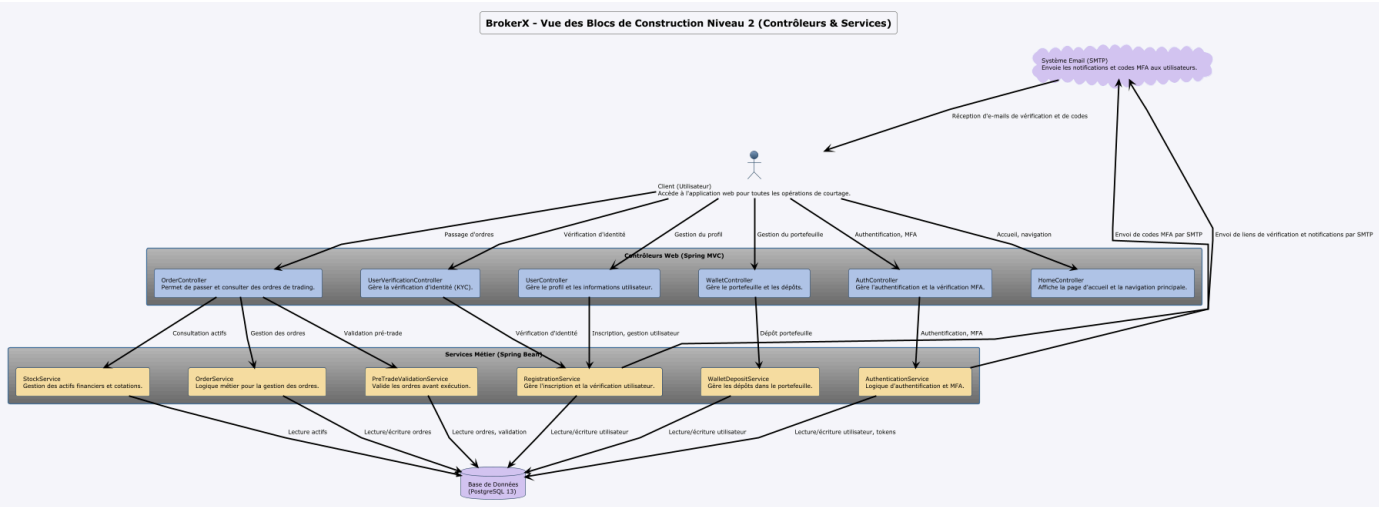 BrokerX - Vue des Blocs de Construction Niveau 2 (Contrôleurs & Services)
Système Email (SMTP)
Envoie les notifications et codes MFA aux utilisateurs.
Réception d'e-mails de vérification et de codes
Client (Utilisateur)
Accède à l'application web pour toutes les opérations de courtage.
Passage d'ordres
Vérification d'identité
Gestion du profil
Gestion du portefeuille
Authentification, MFA
Accueil, navigation
Envoi de codes MFA par SMTP
Envoi de liens de vérification et notifications par SMTP
Contrôleurs Web (Spring MVC)
OrderController
Permet de passer et consulter des ordres de trading.
UserVerificationController
Gère la vérification d'identité (KYC).
UserController
Gère le profil et les informations utilisateur.
WalletController
Gère le portefeuille et les dépôts.
AuthController
Gère l'authentification et la vérification MFA.
HomeController
Affiche la page d'accueil et la navigation principale.
Consultation actifs
Gestion des ordres
Validation pré-trade
Vérification d'identité
Inscription, gestion utilisateur
Dépôt portefeuille
Authentification, MFA
Services Métier (Spring Bean)
StockService
Gestion des actifs financiers et cotations.
OrderService
Logique métier pour la gestion des ordres.
PreTradeValidationService
Valide les ordres avant exécution.
RegistrationService
Gère l'inscription et la vérification utilisateur.
WalletDepositService
Gère les dépôts dans le portefeuille.
AuthenticationService
Logique d'authentification et MFA.
Lecture actifs
Lecture/écriture ordres
Lecture ordres, validation
Lecture/écriture utilisateur
Lecture/écriture utilisateur
Lecture/écriture utilisateur, tokens
Base de Données
(PostgreSQL 13)